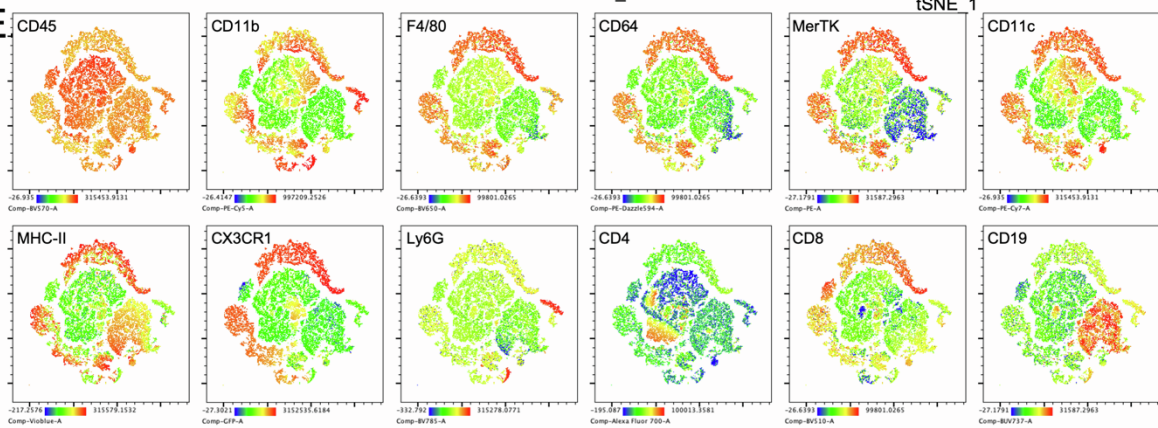 tSNE_1
E
CD45
CD11b
F4/80
CD64
MerTK
CD11c
-26.935 315453.9131
-26.4147 997209.2526
-26.6393 99801.0265
-26.6393 99801.0265
-27.1791 31587.2963
-26.935 315453.9131
Comp-BV570-A
Comp-PE-Cy5-A
Comp-BV650-A
Comp-PE-Dazzle594-A
Comp-PE-A
Comp-PE-Cy7-A
MHC-II
CX3CR1
Ly6G
CD4
CD8
CD19
-217.2576 315579.1532
-27.3021 3152535.6184
-332.792 315278.0771
-195.087 100013.3581
-26.6393 99801.0265
-27.1791 31587.2963
Comp-Vioblue-A
Comp-GFP-A
Comp-BV785-A
Comp-Alexa Fluor 700-A
Comp-BV510-A
Comp-BUV737-A